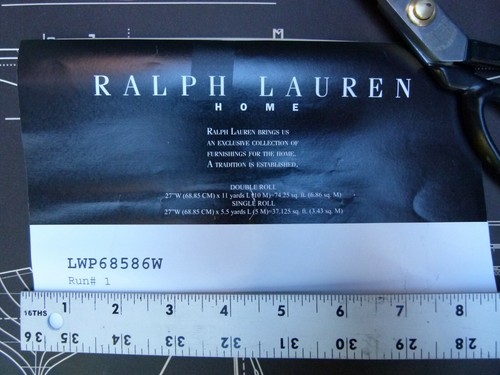 RALPH LAUREN
HOME
RALPH LAUREN BRINGS US
AN EXCLUSIVE COLLECTION OF
FURNISHINGS FOR THE HOME.
A TRADITION IS ESTABLISHED.
DOUBLE ROLL
27"W (68.85 CM) x 11 yards L (10 M)=74.25 sq. ft. (6.86 sq. M)
SINGLE ROLL
27"W (68.85 CM) x 5.5 yards L (5 M)=37.125 sq. ft. (3.43 sq. M)
LWP68586W
Run# 1
16THS 1 2 3 4 5 6 7 8
36 35 34 33 32 31 30 29 28